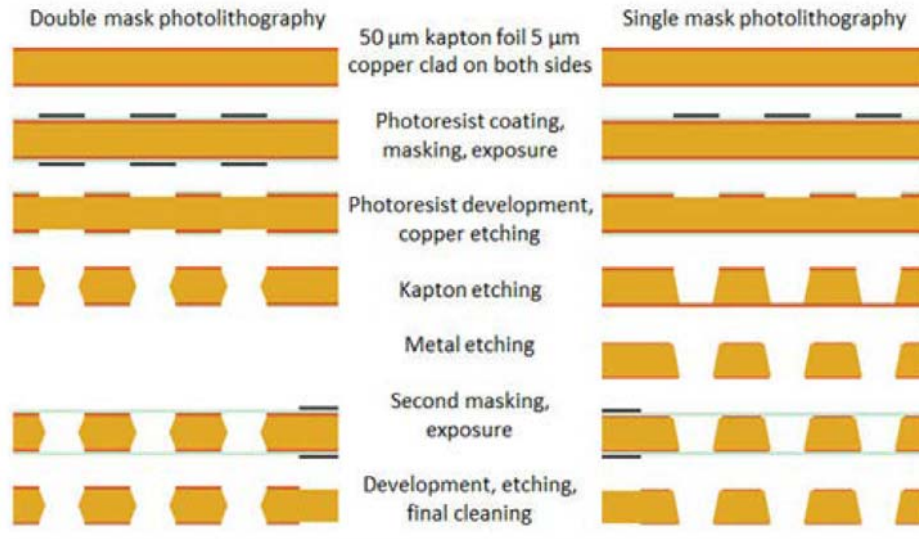 Double mask photolithography
Single mask photolithography
50 μm kapton foil 5 μm
copper clad on both sides
Photoresist coating,
masking, exposure
Photoresist development,
copper etching
Kapton etching
Metal etching
Second masking,
exposure
Development, etching,
final cleaning